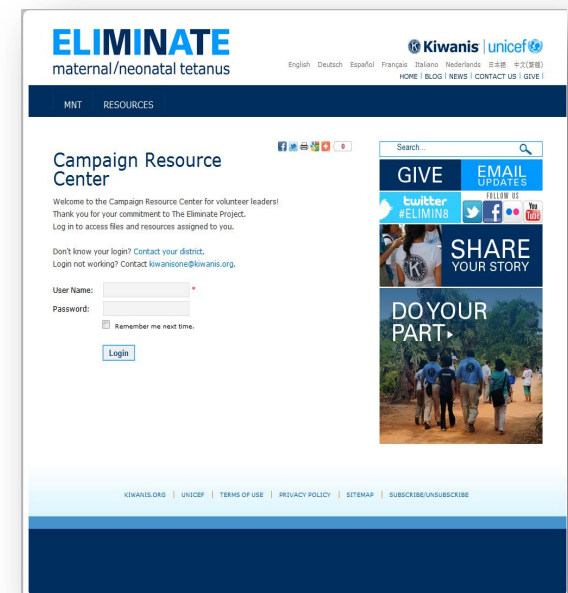 ELIMINATE
maternal/neonatal tetanus
Kiwanis | unicef
English Deutsch Español Français Italiano Nederlands 日本語 中文(繁體)
HOME | BLOG | NEWS | CONTACT US | GIVE |
MNT RESOURCES
0
Campaign Resource
Center
Welcome to the Campaign Resource Center for volunteer leaders!
Thank you for your commitment to The Eliminate Project.
Log in to access files and resources assigned to you.
Don't know your login? Contact your district.
Login not working? Contact kiwanisone@kiwanis.org.
User Name: *
Password:
Remember me next time.
Login
Search...
GIVE
EMAIL
UPDATES
twitter
#ELIMIN8
FOLLOW US
You
Tube
SHARE
YOUR STORY
DO YOUR
PART
KIWANIS.ORG | UNICEF | TERMS OF USE | PRIVACY POLICY | SITEMAP | SUBSCRIBE/UNSUBSCRIBE